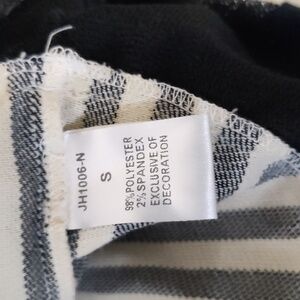 JH1006-N
S
98%POLYESTER
2%SPANDEX
EXCLUSIVE OF
DECORATION